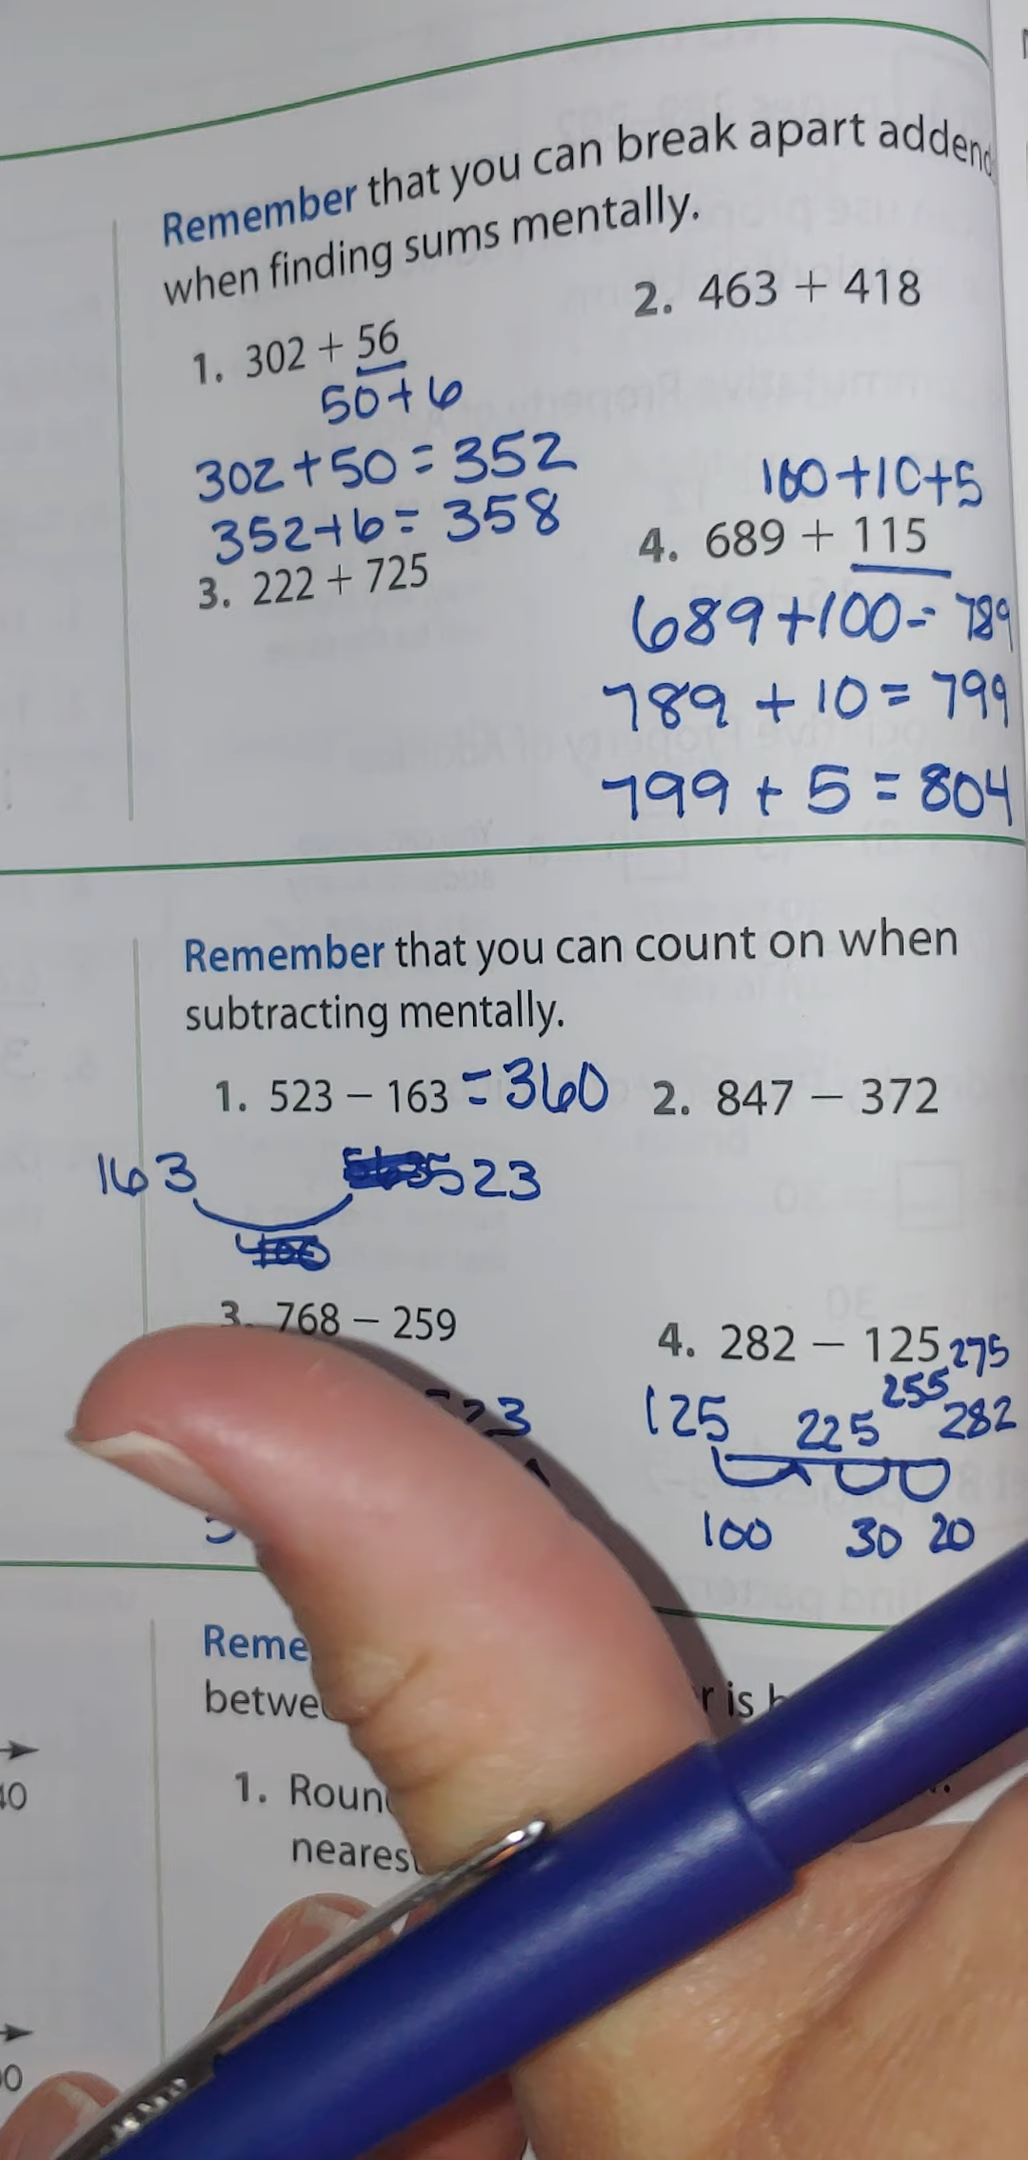 Remember that you can break apart addend
when finding sums mentally.
1. 302 + 56
2. 463 + 418
50+6
302+50=352
352+6=358
100+10+5
3. 222 + 725
4. 689 + 115
689+100=789
789+10=799
799+5=804
Remember that you can count on when
subtracting mentally.
1. 523 – 163 =360
2. 847 – 372
163 523
3. 768 – 259
4. 282 – 125
275
255
125 225 282
100 30 20
Reme
betwe r is
1. Roun
neares
10